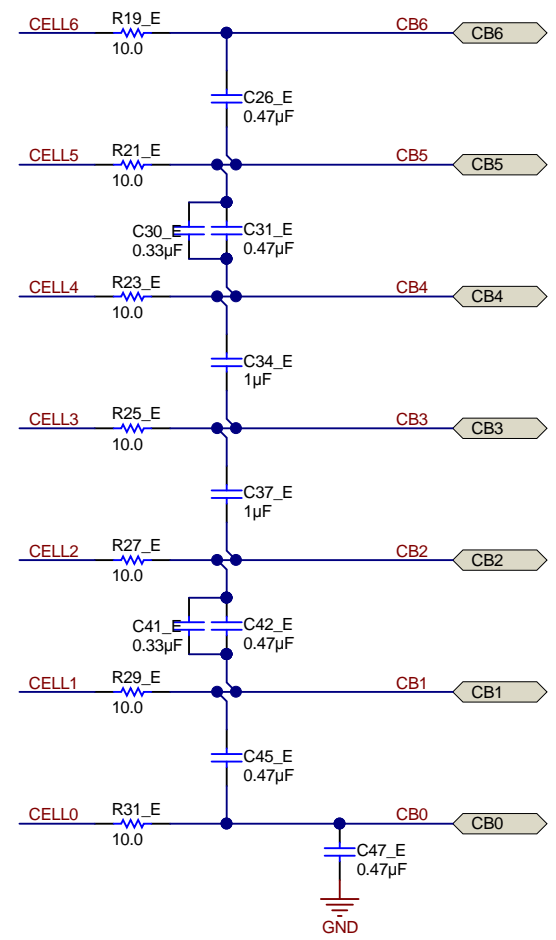 CELL6 R19_E CB6 CB6
10.0
C26_E
0.47µF
CELL5 R21_E CB5 CB5
10.0
C30_E C31_E
0.33µF 0.47µF
CELL4 R23_E CB4 CB4
10.0
C34_E
1µF
CELL3 R25_E CB3 CB3
10.0
C37_E
1µF
CELL2 R27_E CB2 CB2
10.0
C41_E C42_E
0.33µF 0.47µF
CELL1 R29_E CB1 CB1
10.0
C45_E
0.47µF
CELL0 R31_E CB0 CB0
10.0
C47_E
0.47µF
GND